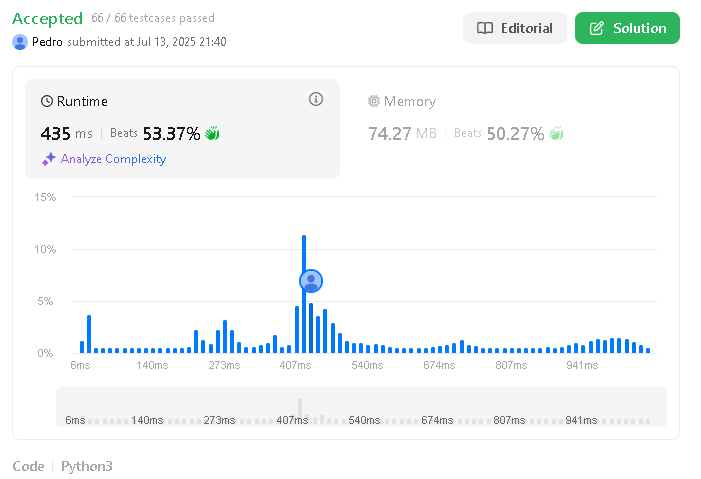 Accepted 66 / 66 testcases passed
Pedro submitted at Jul 13, 2025 21:40
Editorial
Solution
Runtime
435 ms | Beats 53.37%
Analyze Complexity
Memory
74.27 MB | Beats 50.27%
15%
10%
5%
0%
6ms 140ms 273ms 407ms 540ms 674ms 807ms 941ms
6ms 140ms 273ms 407ms 540ms 674ms 807ms 941ms
Code | Python3